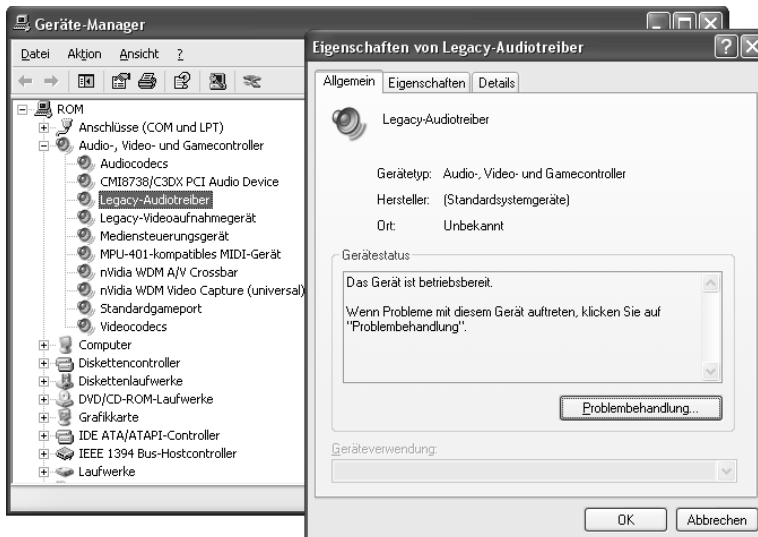 Geräte-Manager
Datei Aktion Ansicht ?
ROM
Anschlüsse (COM und LPT)
Audio-, Video- und Gamecontroller
Audiocodecs
CMI8738/C3DX PCI Audio Device
Legacy-Audiotreiber
Legacy-Videoaufnahmegerät
Mediensteuerungsgerät
MPU-401-kompatibles MIDI-Gerät
nVidia WDM A/V Crossbar
nVidia WDM Video Capture (universal)
Standardgameport
Videocodecs
Computer
Diskettencontroller
Diskettenlaufwerke
DVD/CD-ROM-Laufwerke
Grafikkarte
IDE ATA/ATAPI-Controller
IEEE 1394 Bus-Hostcontroller
Laufwerke
Eigenschaften von Legacy-Audiotreiber
Allgemein Eigenschaften Details
Legacy-Audiotreiber
Gerätetyp: Audio-, Video- und Gamecontroller
Hersteller: (Standardsystemgeräte)
Ort: Unbekannt
Gerätestatus
Das Gerät ist betriebsbereit.
Wenn Probleme mit diesem Gerät auftreten, klicken Sie auf
"Problembehandlung".
Problembehandlung...
Geräteverwendung:
OK Abbrechen